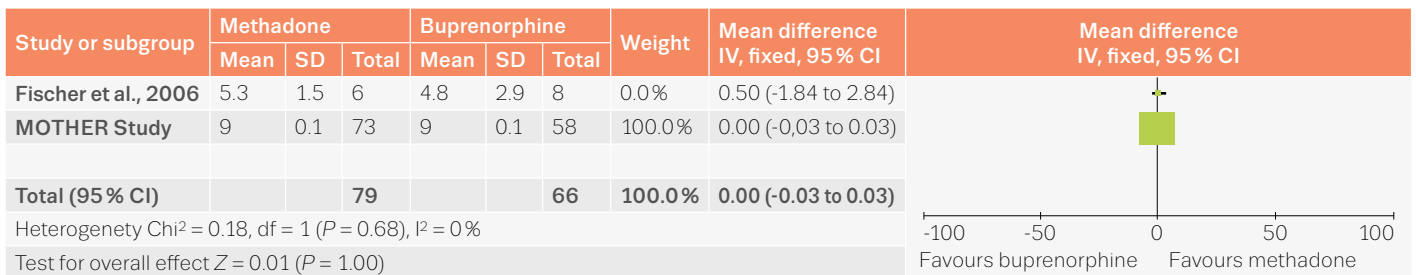 Study or subgroup Methadone Buprenorphine Weight Mean difference IV, fixed, 95 % CI Mean difference IV, fixed, 95 % CI
Mean SD Total Mean SD Total
Fischer et al., 2006 5.3 1.5 6 4.8 2.9 8 0.0 % 0.50 (-1.84 to 2.84)
MOTHER Study 9 0.1 73 9 0.1 58 100.0 % 0.00 (-0,03 to 0.03)
Total (95 % CI) 79 66 100.0 % 0.00 (-0.03 to 0.03)
Heterogenety Chi² = 0.18, df = 1 (P = 0.68), I² = 0 %
Test for overall effect Z = 0.01 (P = 1.00)
-100 -50 0 50 100
Favours buprenorphine Favours methadone